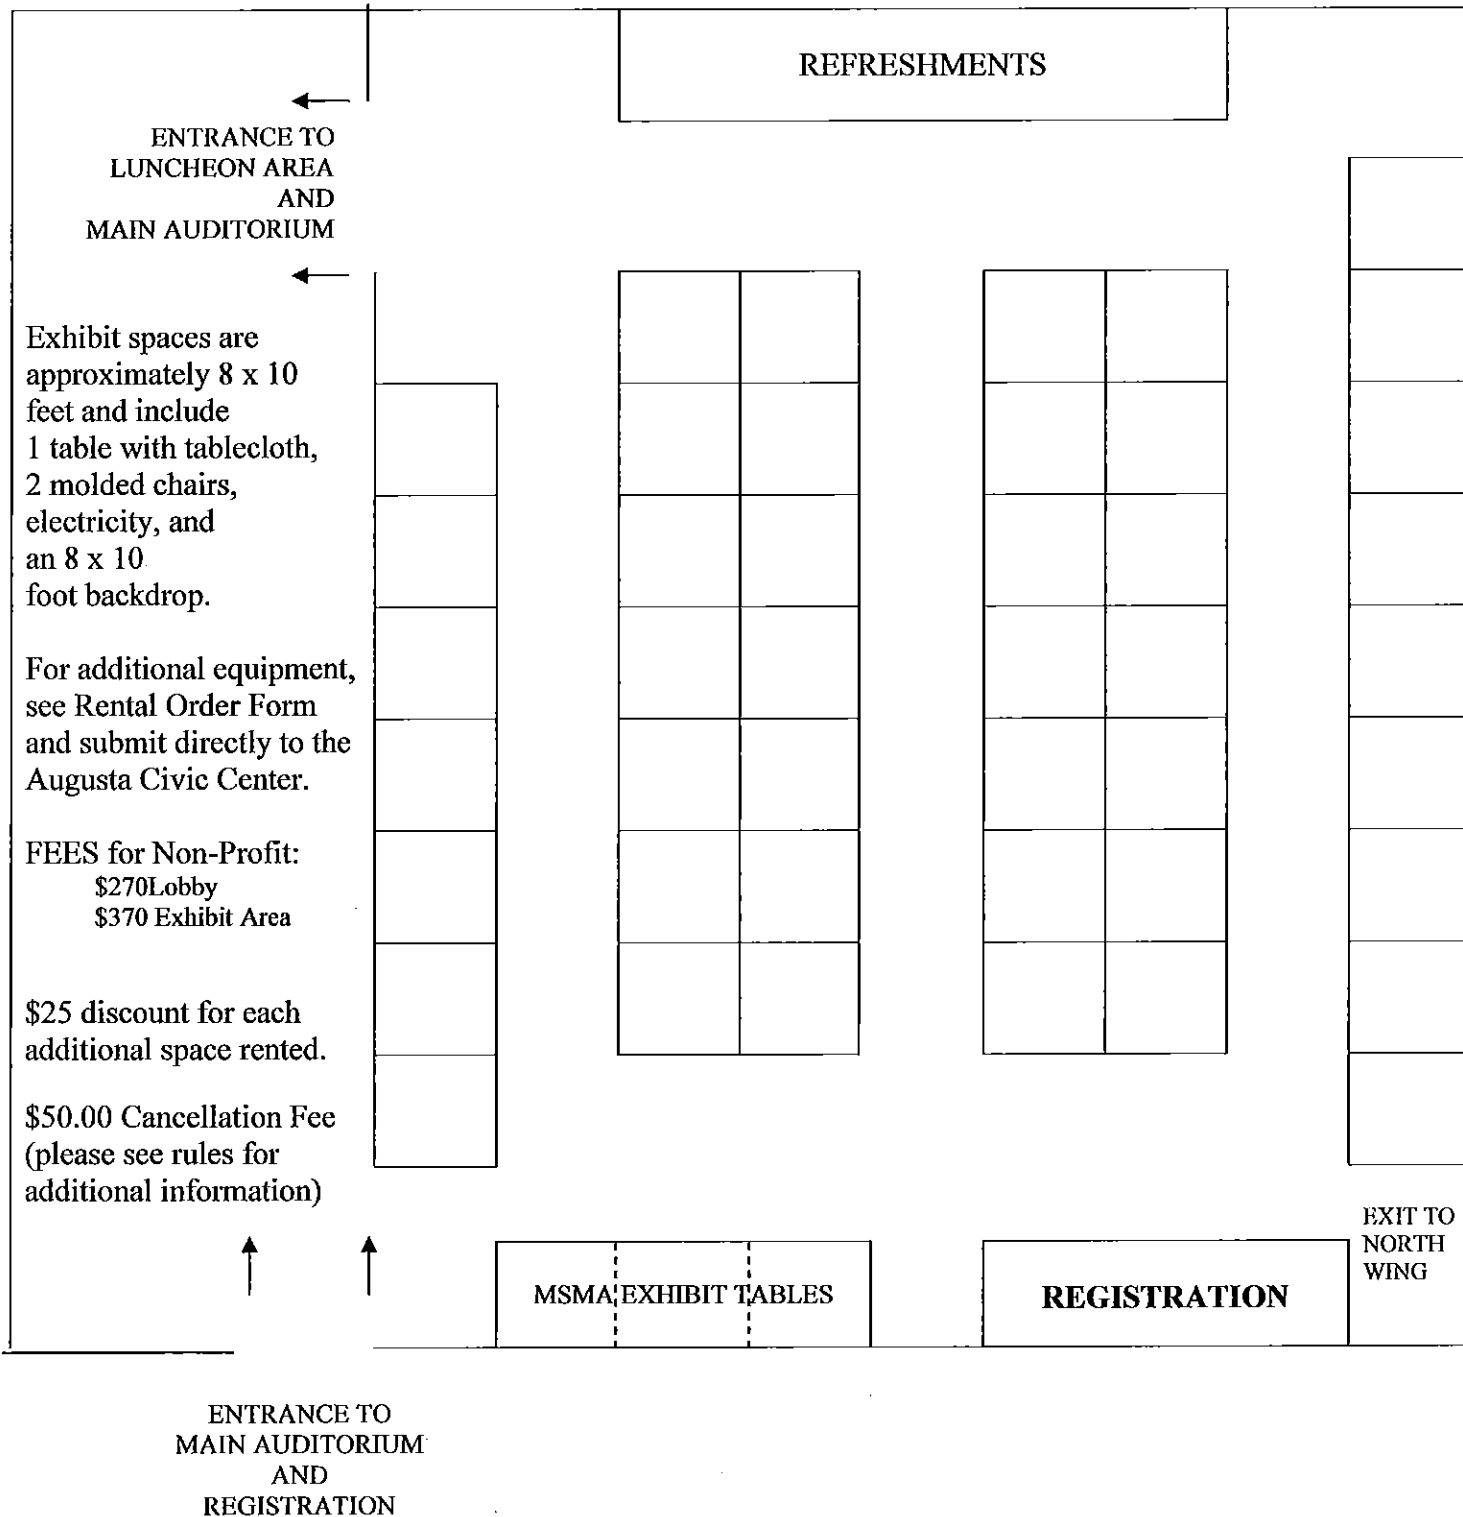 REFRESHMENTS
ENTRANCE TO
LUNCHEON AREA
AND
MAIN AUDITORIUM
Exhibit spaces are
approximately 8 x 10
feet and include
1 table with tablecloth,
2 molded chairs,
electricity, and
an 8 x 10
foot backdrop.
For additional equipment,
see Rental Order Form
and submit directly to the
Augusta Civic Center.
FEES for Non-Profit:
$270Lobby
$370 Exhibit Area
$25 discount for each
additional space rented.
$50.00 Cancellation Fee
(please see rules for
additional information)
EXIT TO
NORTH
WING
MSMA EXHIBIT TABLES
REGISTRATION
ENTRANCE TO
MAIN AUDITORIUM
AND
REGISTRATION